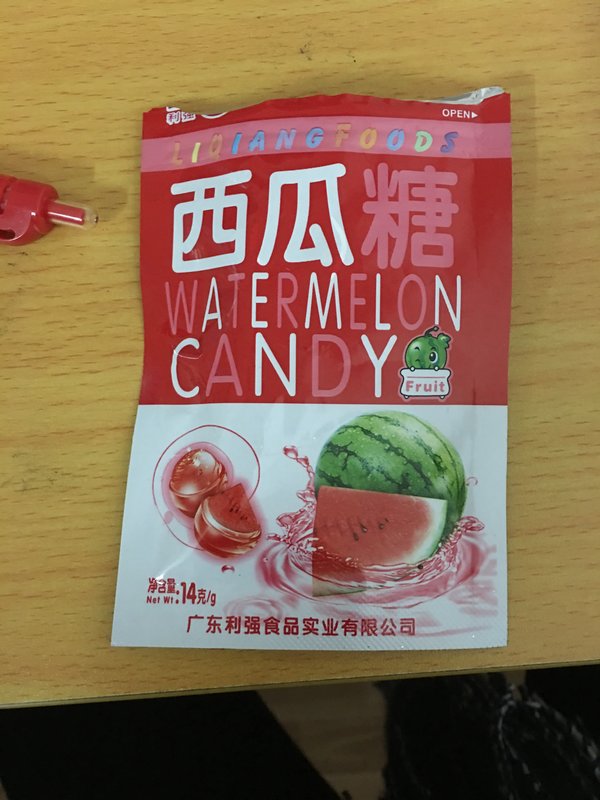 利强
OPEN
LIQIANGFOODS
西瓜糖
WATERMELON
CANDY
Fruit
净含量:14克/g
Net Wt
广东利强食品实业有限公司